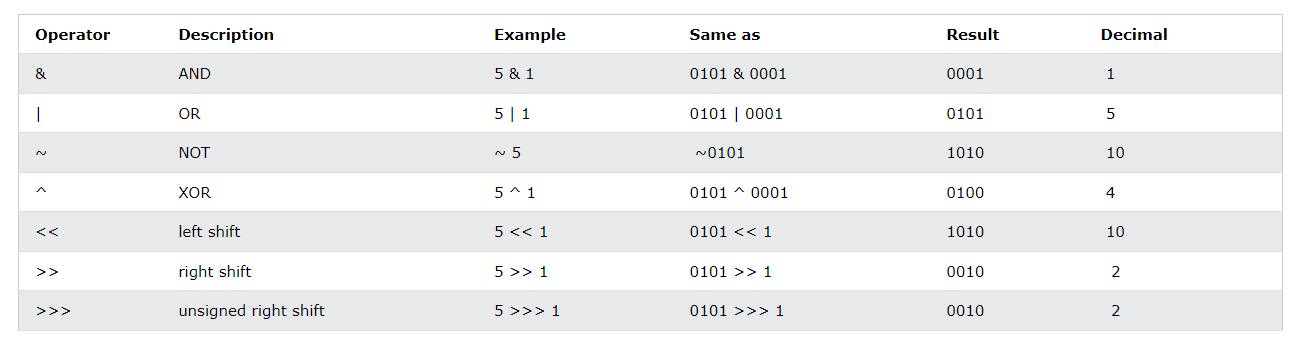 Operator Description Example Same as Result Decimal
& AND 5 & 1 0101 & 0001 0001 1
| OR 5 | 1 0101 | 0001 0101 5
~ NOT ~ 5 ~0101 1010 10
^ XOR 5 ^ 1 0101 ^ 0001 0100 4
<< left shift 5 << 1 0101 << 1 1010 10
>> right shift 5 >> 1 0101 >> 1 0010 2
>>> unsigned right shift 5 >>> 1 0101 >>> 1 0010 2